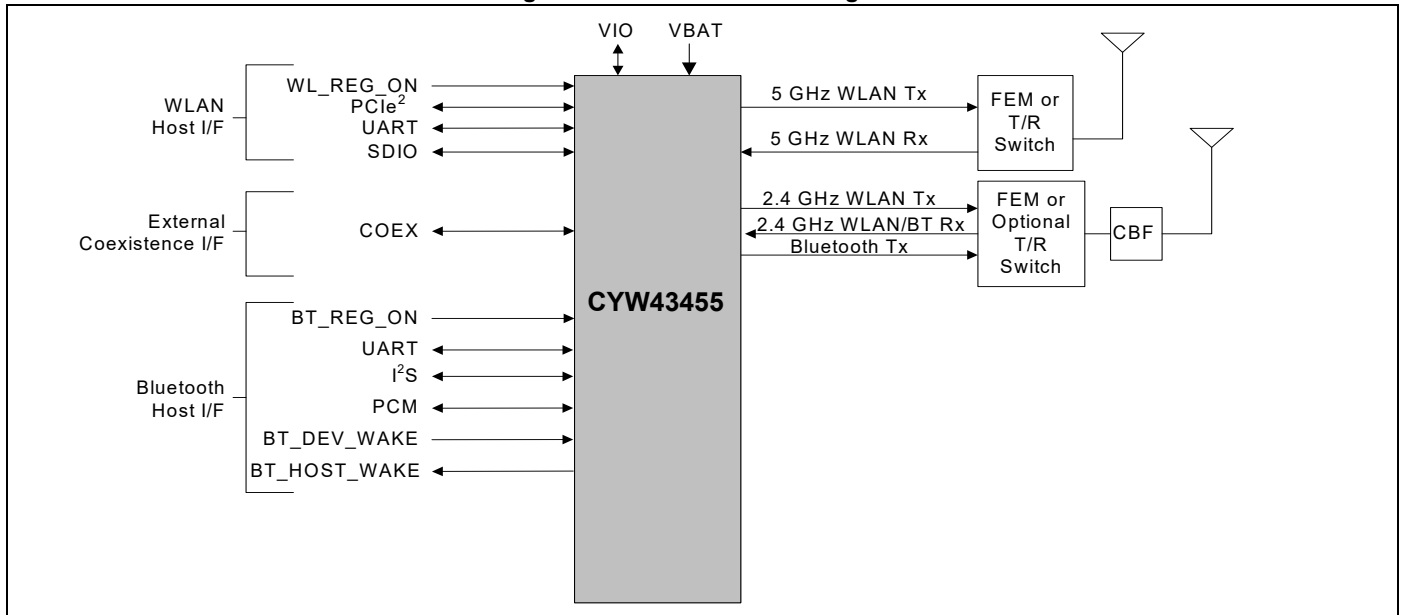 VIO
VBAT
WLAN
Host I/F
WL_REG_ON
PCIe²
UART
SDIO
External
Coexistence I/F
COEX
Bluetooth
Host I/F
BT_REG_ON
UART
I²S
PCM
BT_DEV_WAKE
BT_HOST_WAKE
CYW43455
5 GHz WLAN Tx
5 GHz WLAN Rx
FEM or
T/R
Switch
2.4 GHz WLAN Tx
2.4 GHz WLAN/BT Rx
Bluetooth Tx
FEM or
Optional
T/R
Switch
CBF